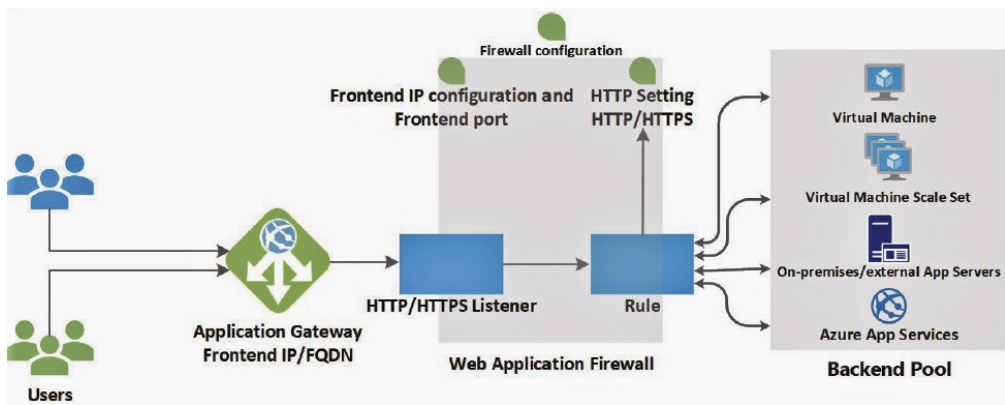 Firewall configuration
Frontend IP configuration and
Frontend port
HTTP Setting
HTTP/HTTPS
Virtual Machine
Virtual Machine Scale Set
On-premises/external App Servers
Azure App Services
Backend Pool
HTTP/HTTPS Listener
Rule
Application Gateway
Frontend IP/FQDN
Web Application Firewall
Users